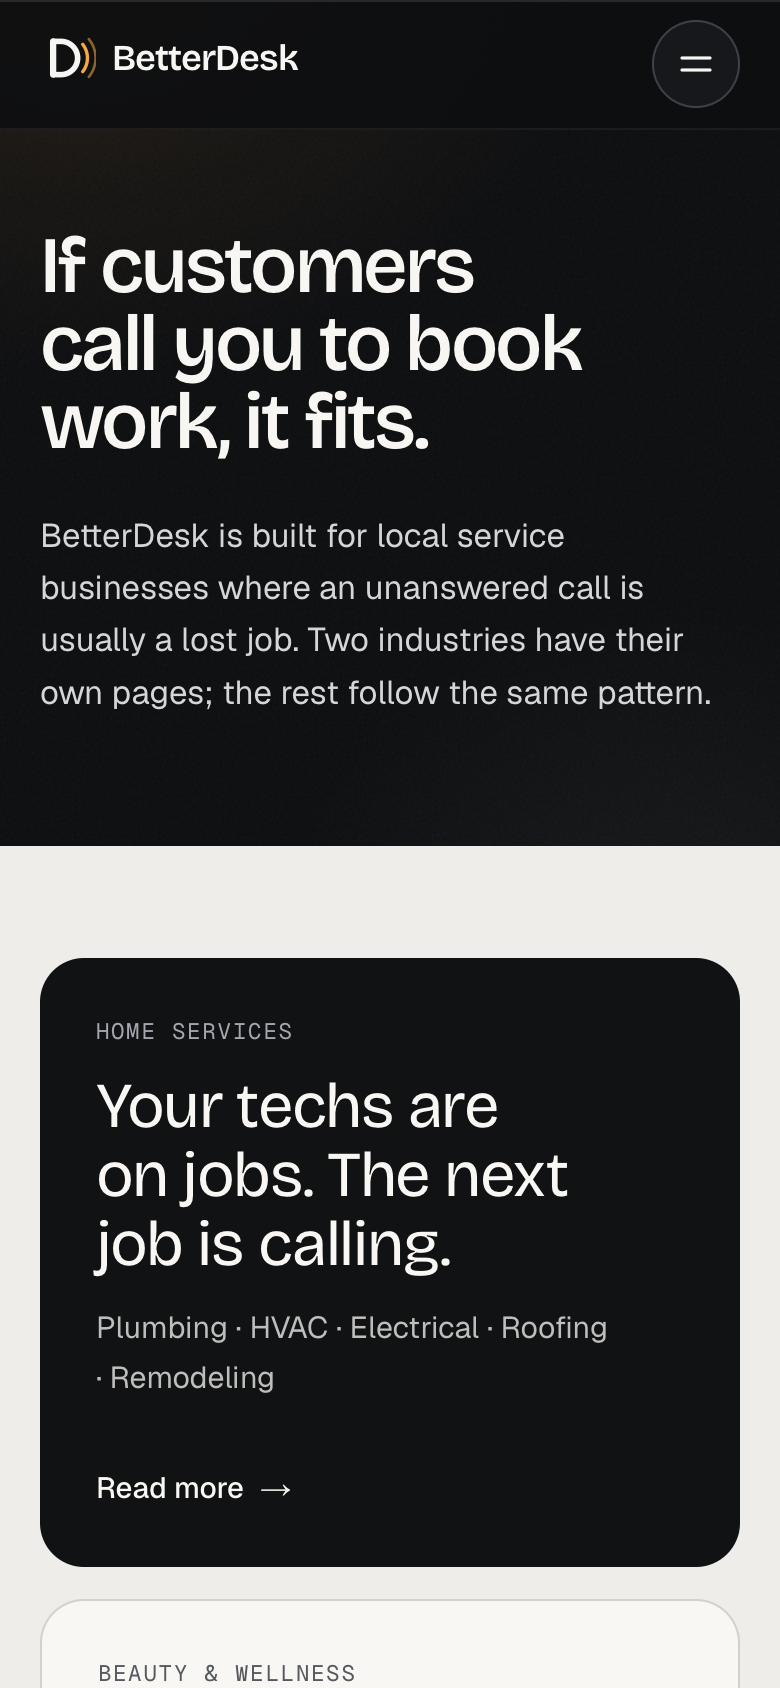 BetterDesk
If customers
call you to book
work, it fits.
BetterDesk is built for local service
businesses where an unanswered call is
usually a lost job. Two industries have their
own pages; the rest follow the same pattern.
HOME SERVICES
Your techs are
on jobs. The next
job is calling.
Plumbing · HVAC · Electrical · Roofing
· Remodeling
Read more →
BEAUTY & WELLNESS